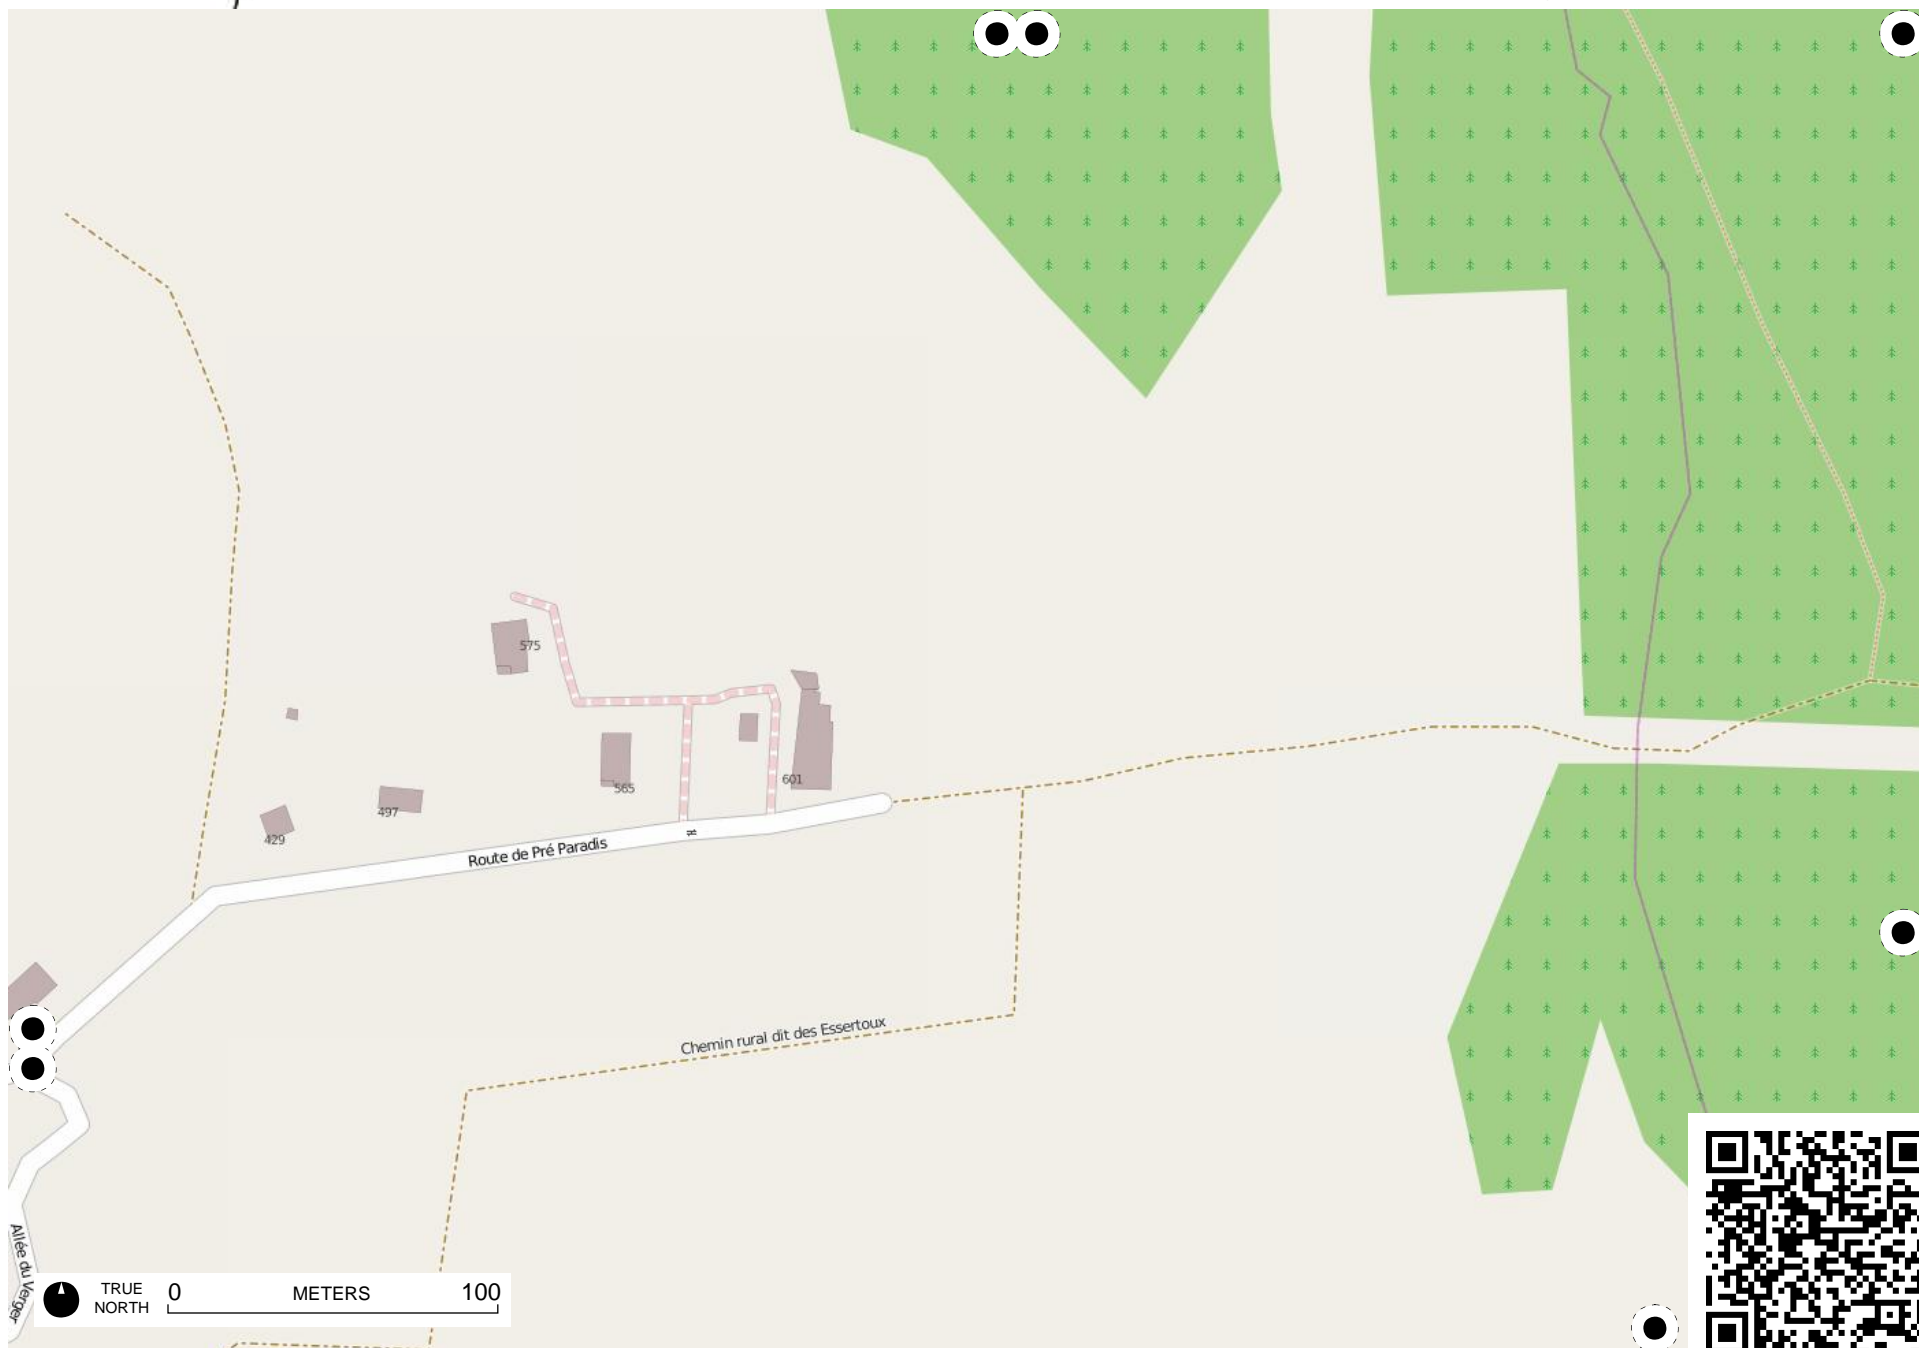 575
601
565
497
429
Route de Pré Paradis
Chemin rural dit des Essertoux
Allée du Verger
TRUE
NORTH
0 METERS 100